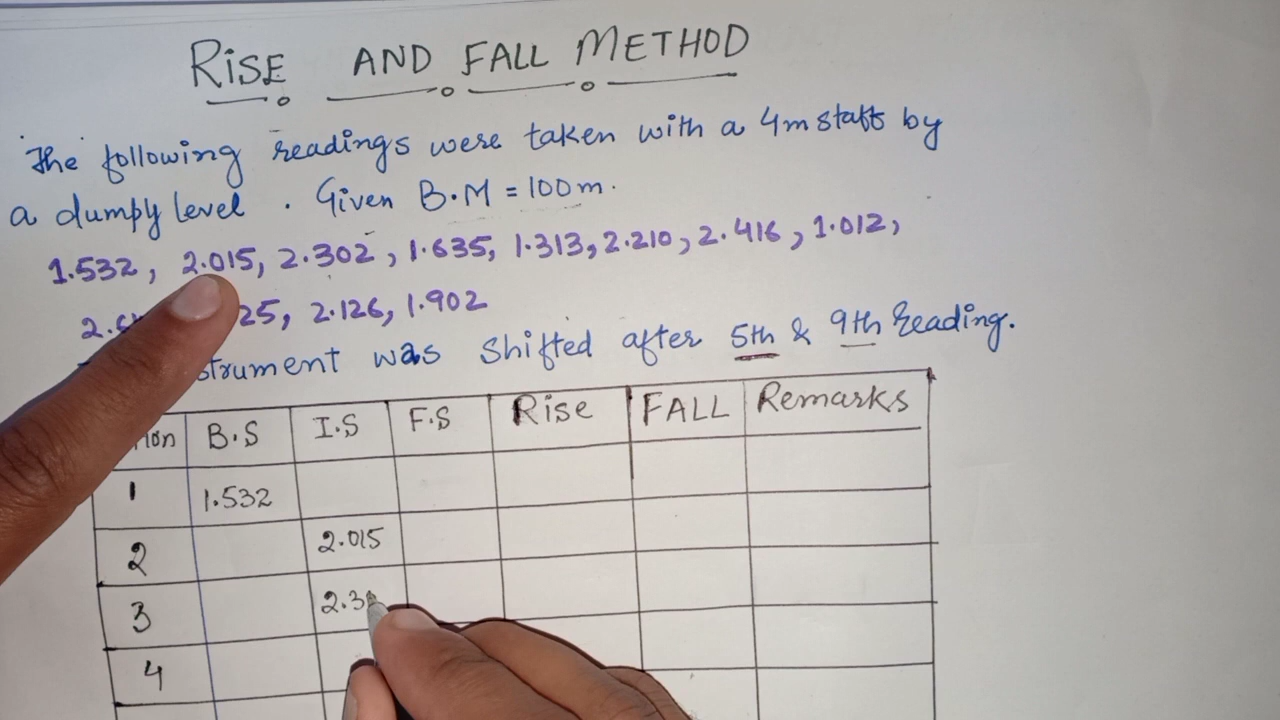 RiSE AND FALL METHOD
The following readings were taken with a 4m staff by
a dumpy level . Given B.M = 100m.
1.532, 2.015, 2.302, 1.635, 1.313, 2.210, 2.416, 1.012,
25, 2.126, 1.902
strument was shifted after 5th & 9th reading.
B.S I.S F.S Rise FALL Remarks
1 1.532
2 2.015
3 2.3
4